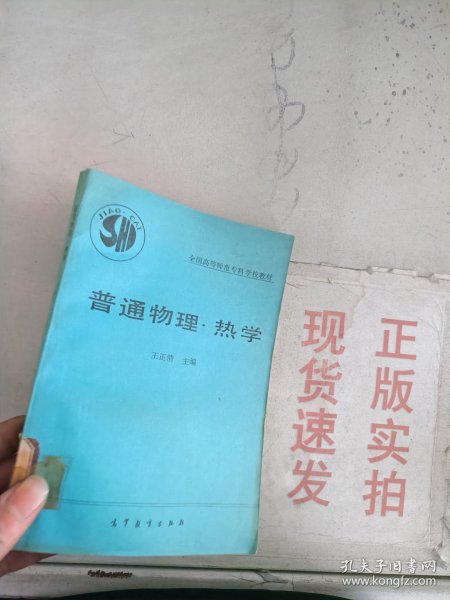 JIAO·CAI
SHD
全国高等师范专科学校教材
普通物理·热学
王正清 主编
高等教育出版社
正版实拍
现货速发
孔夫子旧书网
www.kongfz.com